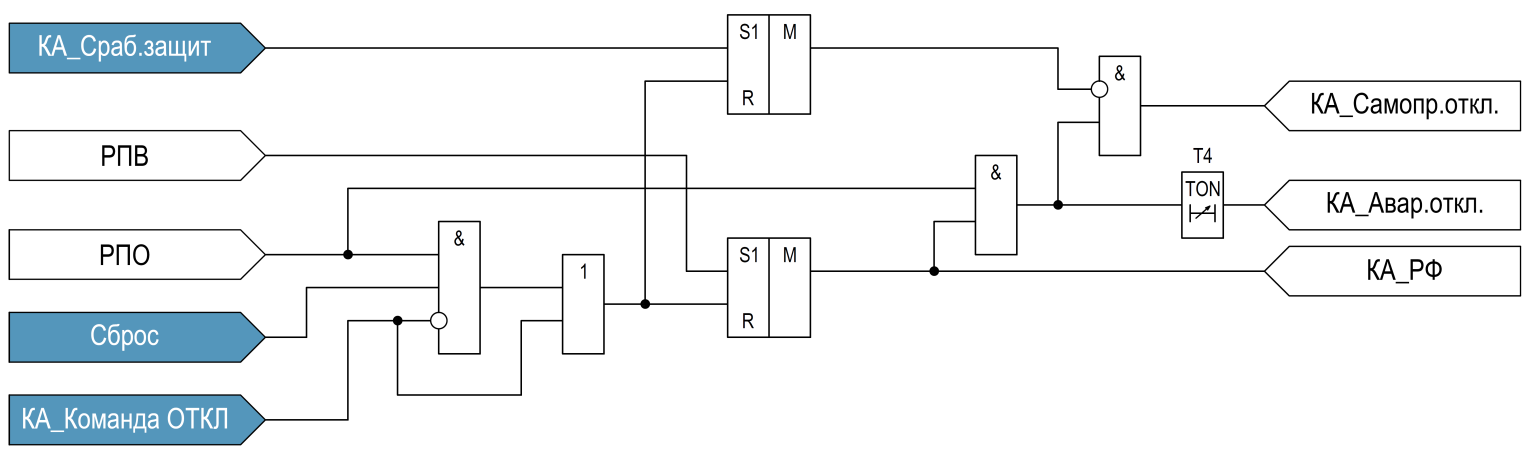 КА_Сраб.защит
S1
M
R
&
КА_Самопр.откл.
РПВ
&
T4
TON
КА_Авар.откл.
РПО
&
1
S1
M
R
КА_РФ
Сброс
КА_Команда ОТКЛ